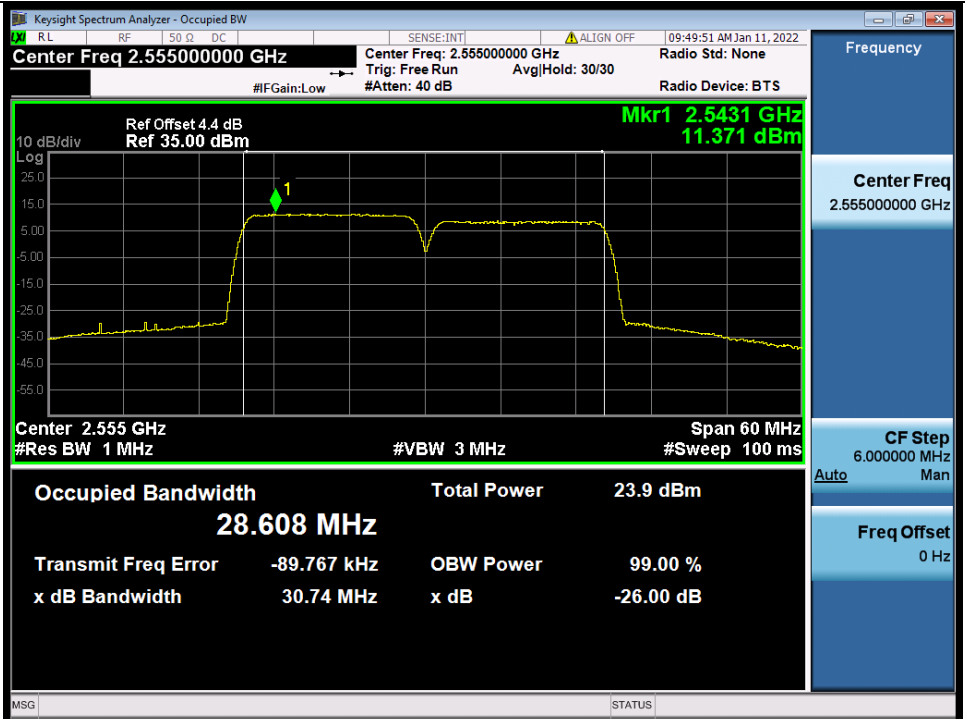 Keysight Spectrum Analyzer - Occupied BW
LXI RL RF 50 Ω DC SENSE:INT ALIGN OFF 09:49:51 AM Jan 11, 2022
Center Freq 2.555000000 GHz
Center Freq: 2.555000000 GHz Radio Std: None
Trig: Free Run Avg|Hold: 30/30
#IFGain:Low #Atten: 40 dB Radio Device: BTS
Frequency
Mkr1 2.5431 GHz
11.371 dBm
Ref Offset 4.4 dB
10 dB/div Ref 35.00 dBm
Log
25.0
15.0
5.00
-5.00
-15.0
-25.0
-35.0
-45.0
-55.0
1
Center 2.555 GHz Span 60 MHz
#Res BW 1 MHz #VBW 3 MHz #Sweep 100 ms
Occupied Bandwidth Total Power 23.9 dBm
28.608 MHz
Transmit Freq Error -89.767 kHz OBW Power 99.00 %
x dB Bandwidth 30.74 MHz x dB -26.00 dB
Center Freq
2.555000000 GHz
CF Step
6.000000 MHz
Auto Man
Freq Offset
0 Hz
MSG STATUS